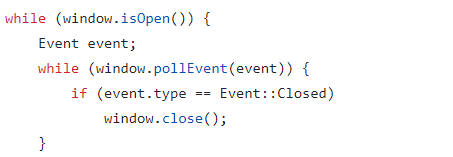 while (window.isOpen()) {
    Event event;
    while (window.pollEvent(event)) {
        if (event.type == Event::Closed)
            window.close();
    }